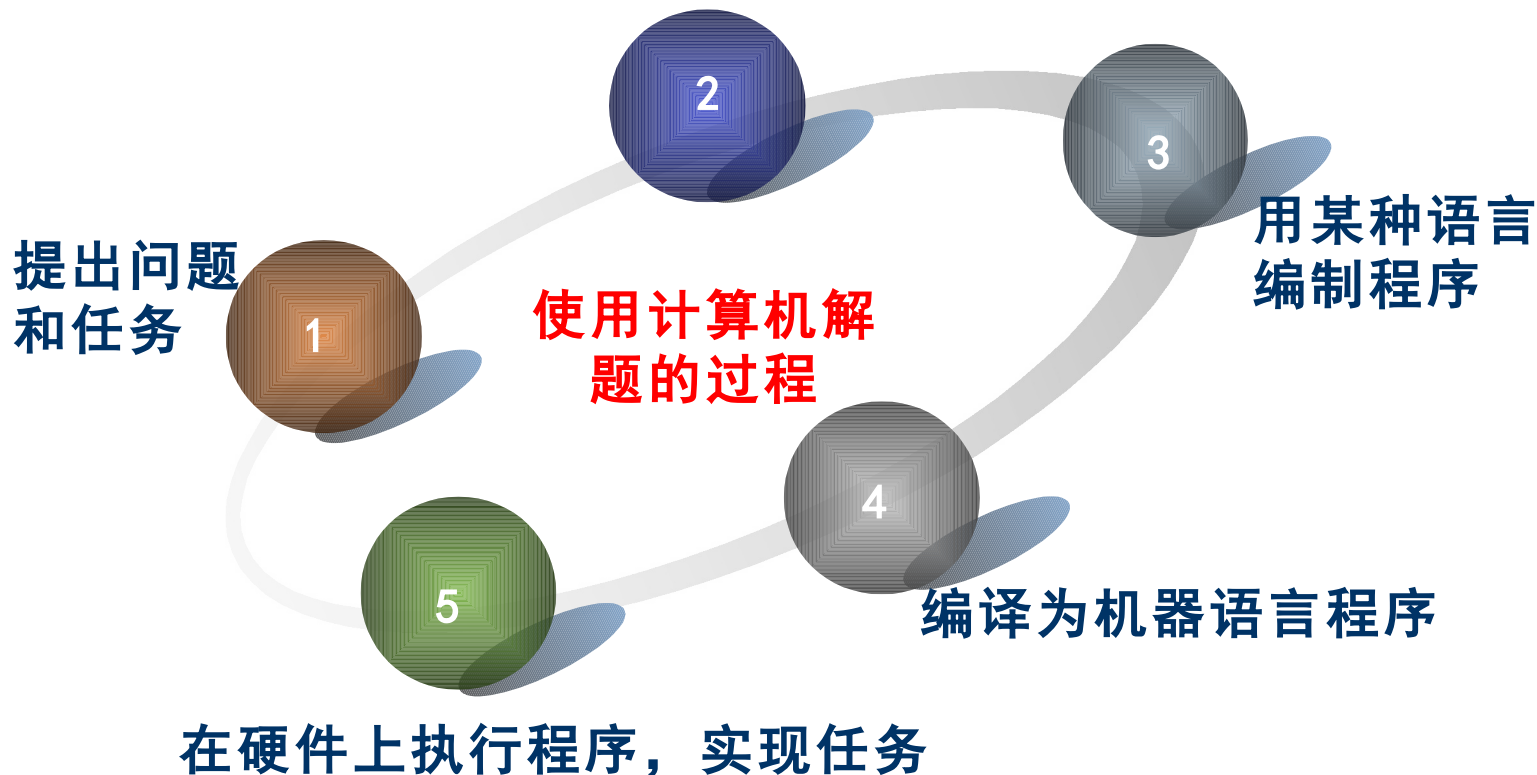 2
3
用某种语言
编制程序
提出问题
和任务
1
使用计算机解
题的过程
4
编译为机器语言程序
5
在硬件上执行程序，实现任务